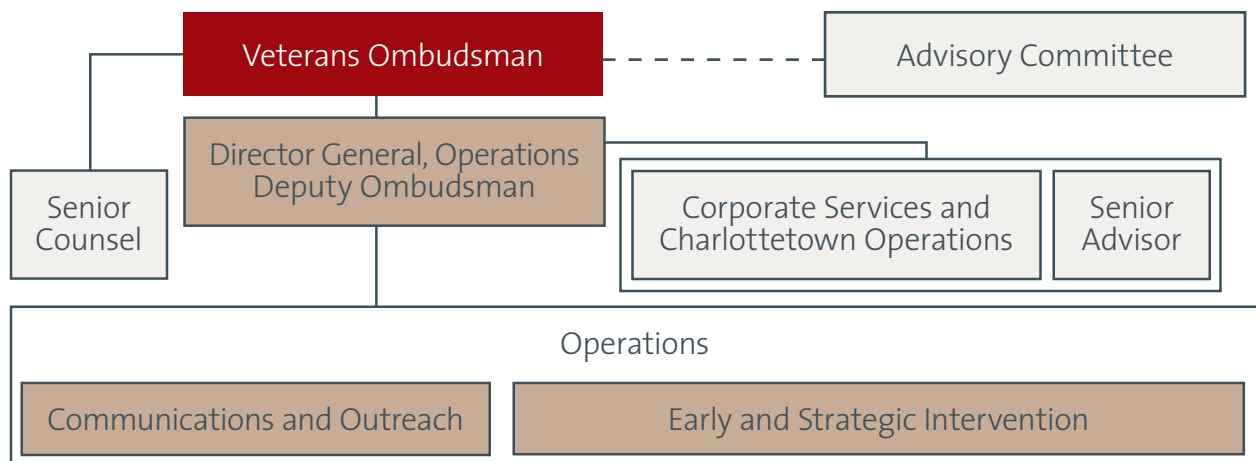 Veterans Ombudsman
Advisory Committee
Director General, Operations
Deputy Ombudsman
Senior
Counsel
Corporate Services and
Charlottetown Operations
Senior
Advisor
Operations
Communications and Outreach
Early and Strategic Intervention